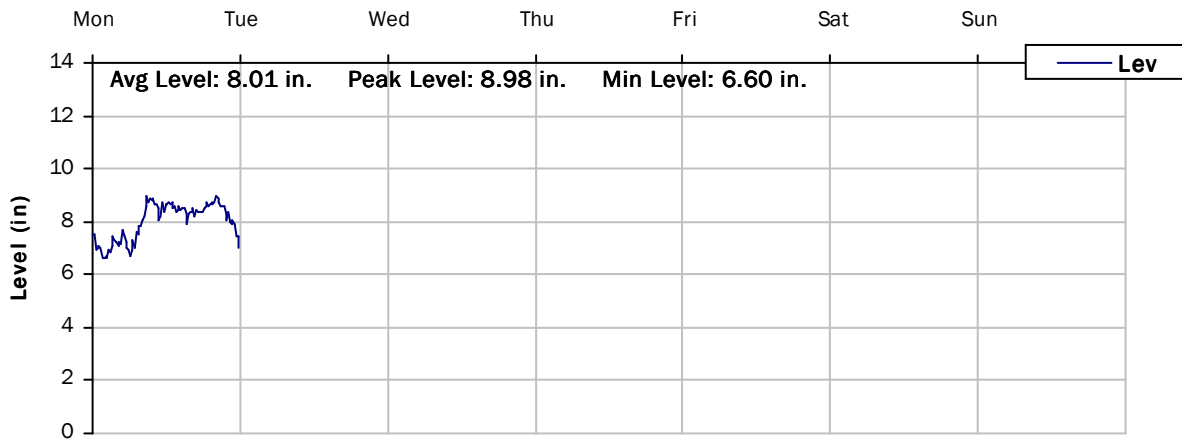 Mon Tue Wed Thu Fri Sat Sun
Lev
Avg Level: 8.01 in. Peak Level: 8.98 in. Min Level: 6.60 in.
14
12
10
8
6
4
2
0
Level (in)